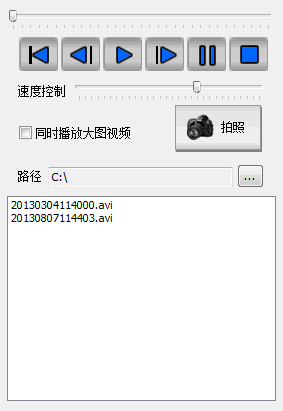 速度控制
同时播放大图视频
拍照
路径 C:\ ...
20130304114000.avi
20130807114403.avi